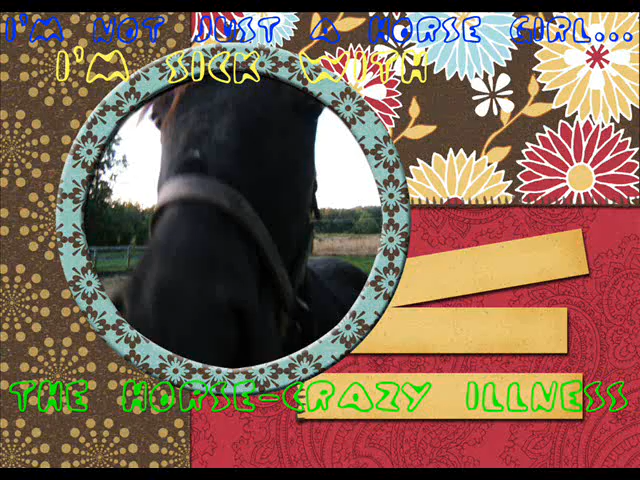 I'M NOT JUST A HORSE GIRL...
I'M SICK WITH
THE HORSE-CRAZY ILLNESS